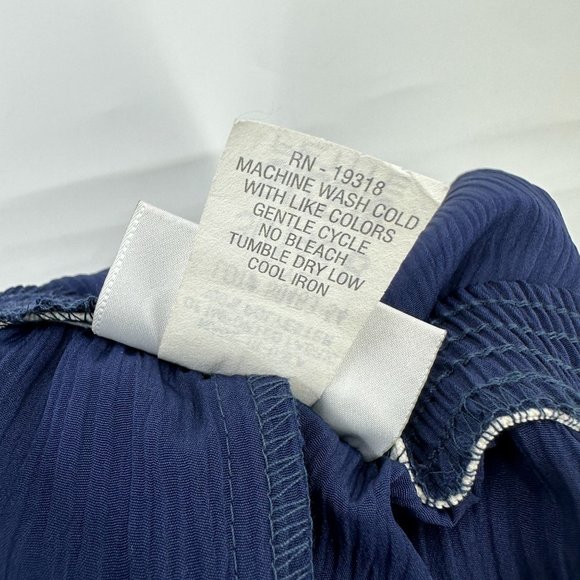 RN - 19318
MACHINE WASH COLD
WITH LIKE COLORS
GENTLE CYCLE
NO BLEACH
TUMBLE DRY LOW
COOL IRON